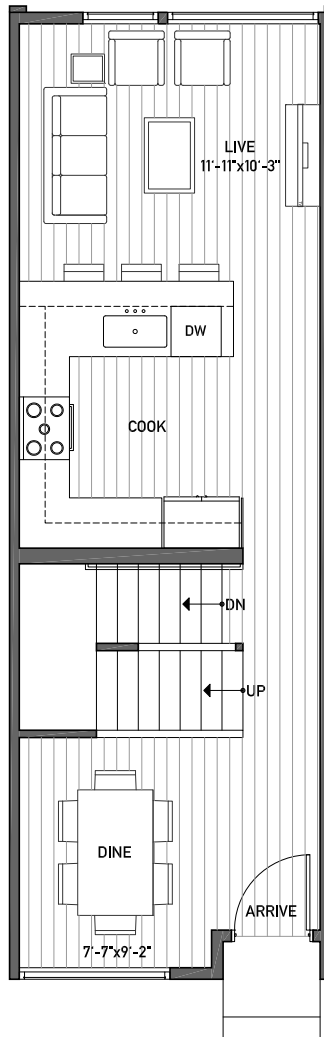 LIVE
11'-11"x10'-3"
DW
COOK
DN
UP
DINE
7'-7"x9'-2"
ARRIVE